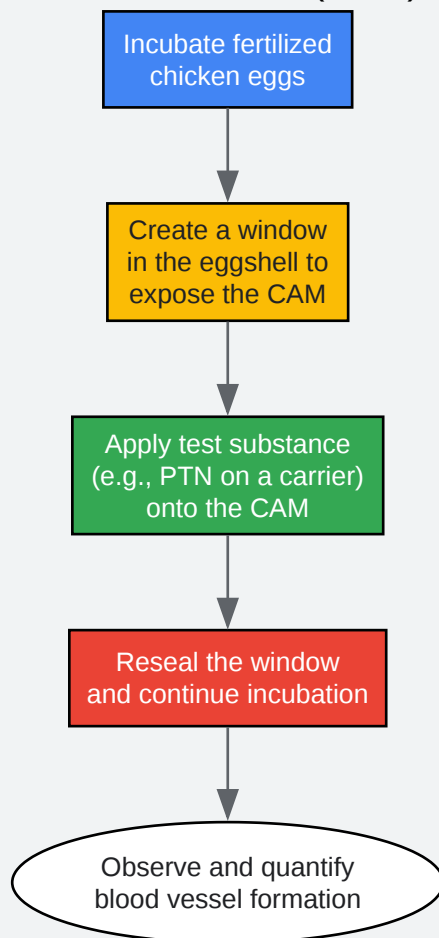 Incubate fertilized
chicken eggs
Create a window
in the eggshell to
expose the CAM
Apply test substance
(e.g., PTN on a carrier)
onto the CAM
Reseal the window
and continue incubation
Observe and quantify
blood vessel formation